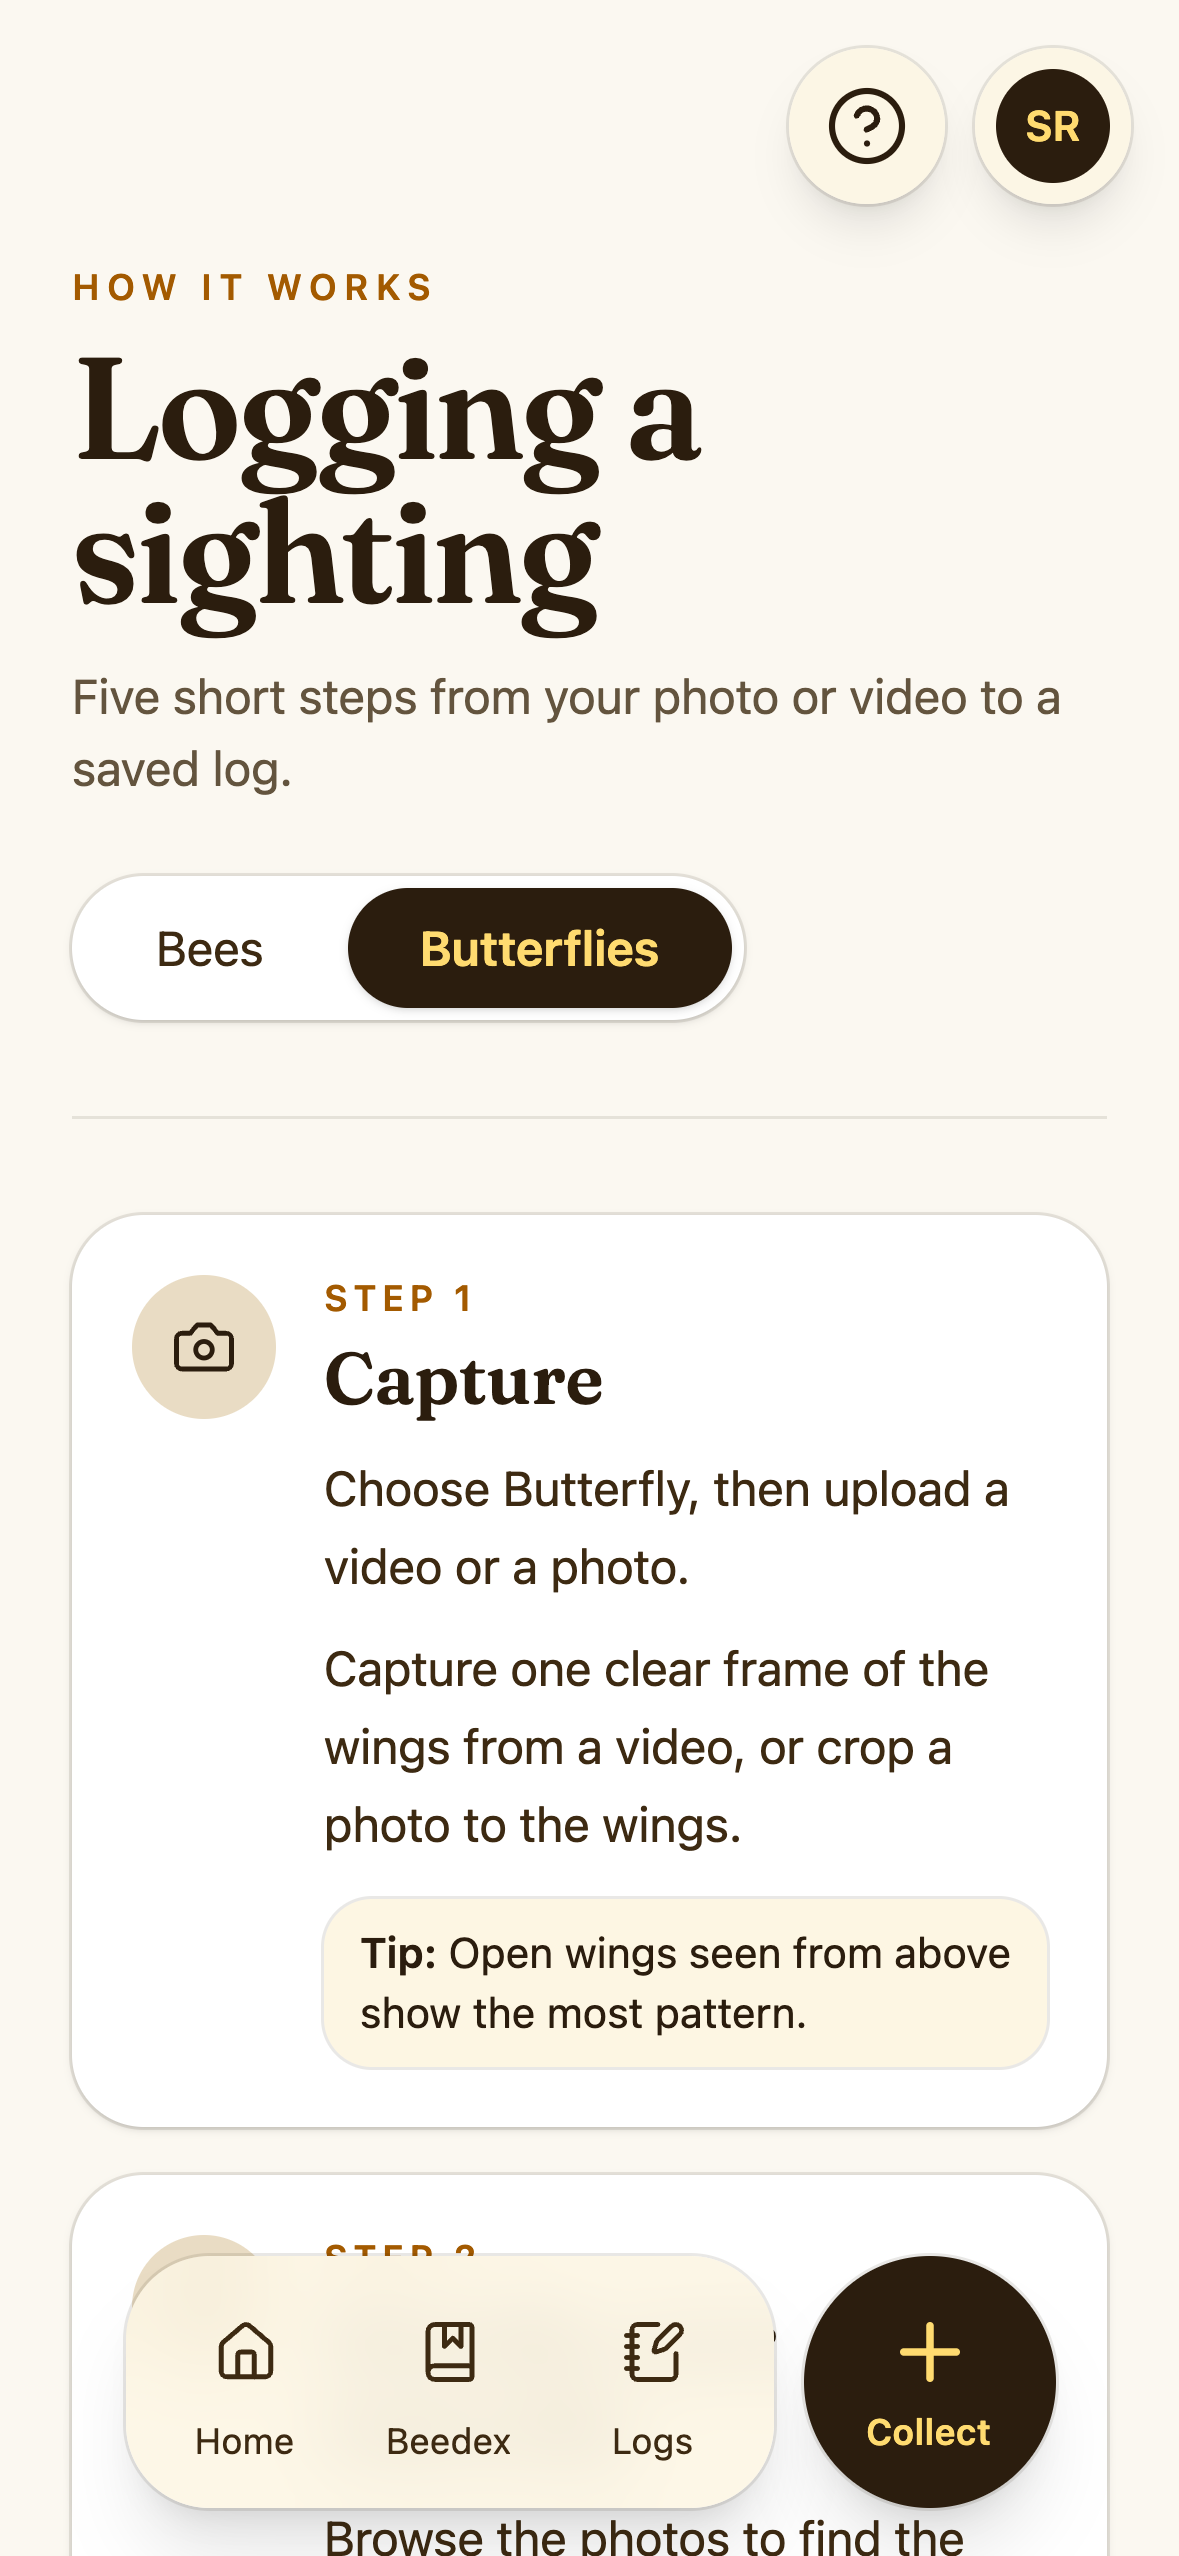 SR
HOW IT WORKS
Logging a
sighting
Five short steps from your photo or video to a
saved log.
Bees
Butterflies
STEP 1
Capture
Choose Butterfly, then upload a
video or a photo.
Capture one clear frame of the
wings from a video, or crop a
photo to the wings.
Tip: Open wings seen from above
show the most pattern.
STEP 2
Home
Beedex
Logs
Collect
Browse the photos to find the